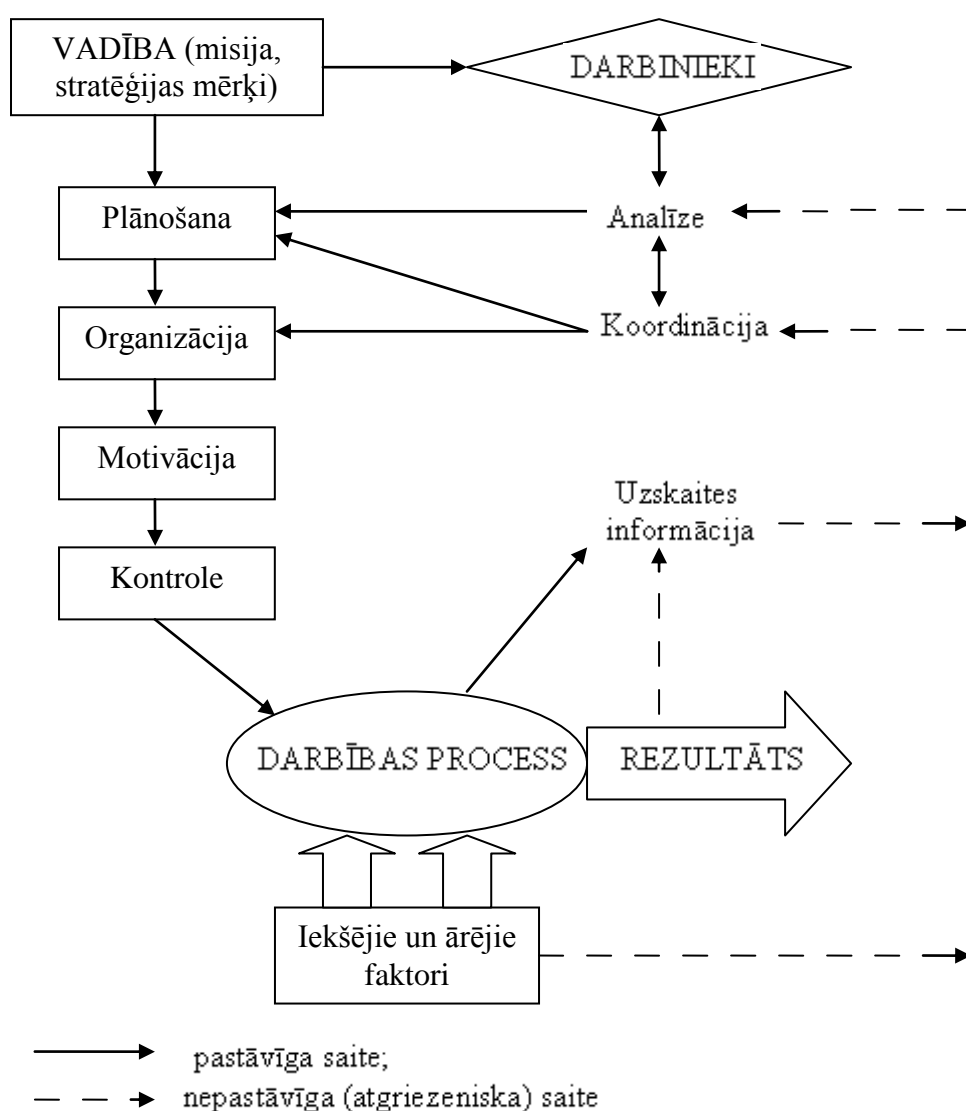 VADĪBA (misija,
stratēģijas mērķi)
DARBINIEKI
Plānošana
Analīze
Organizācija
Koordinācija
Motivācija
Uzskaites
informācija
Kontrole
DARBĪBAS PROCESS
REZULTĀTS
Iekšējie un ārējie
faktori
pastāvīga saite;
nepastāvīga (atgriezeniska) saite